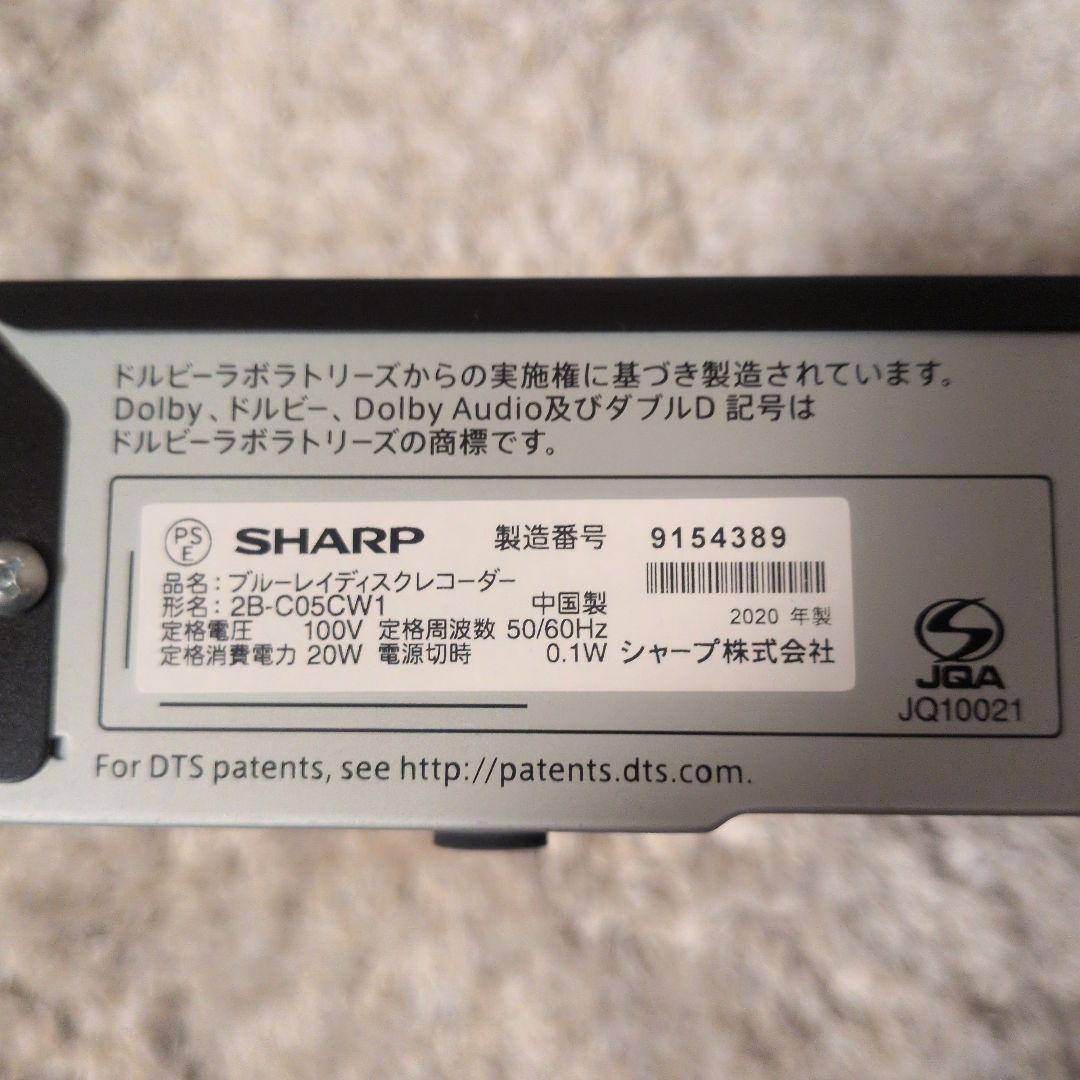 ドルビーラボラトリーズからの実施権に基づき製造されています。
Dolby、ドルビー、Dolby Audio及びダブルD 記号は
ドルビーラボラトリーズの商標です。
PS E SHARP 製造番号 9154389
品名：ブルーレイディスクレコーダー
形名：2B-C05CW1 中国製 2020 年製
定格電圧 100V 定格周波数 50/60Hz
定格消費電力 20W 電源切時 0.1W シャープ株式会社
JQA
JQ10021
For DTS patents, see http://patents.dts.com.